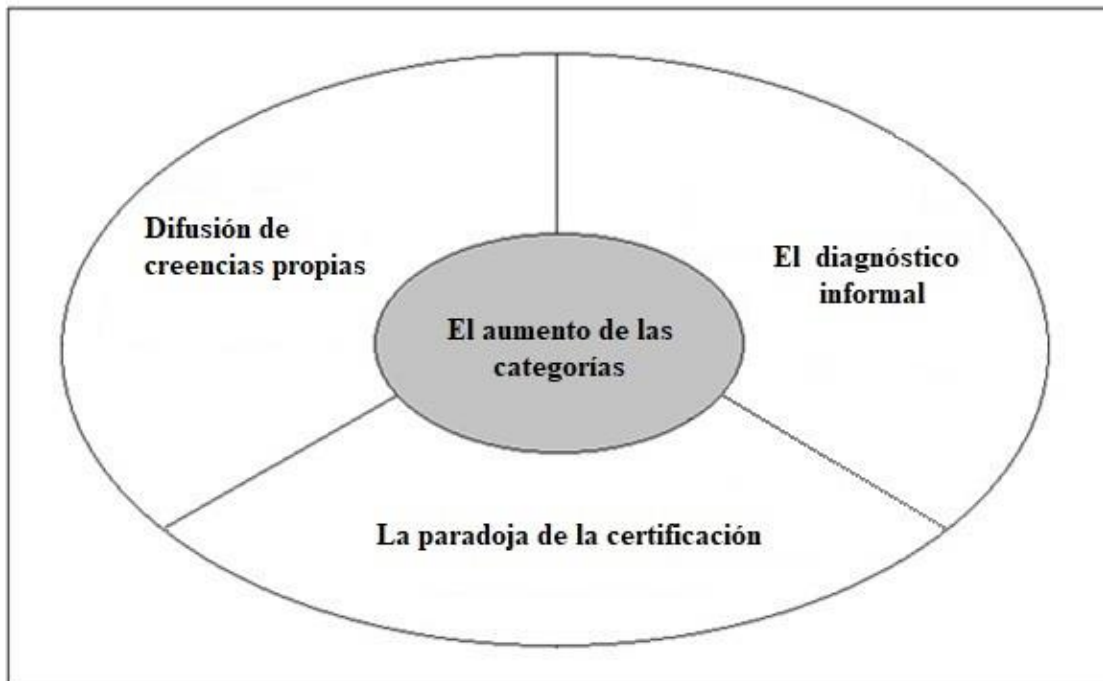 Difusión de
creencias propias
El diagnóstico
informal
El aumento de las
categorías
La paradoja de la certificación